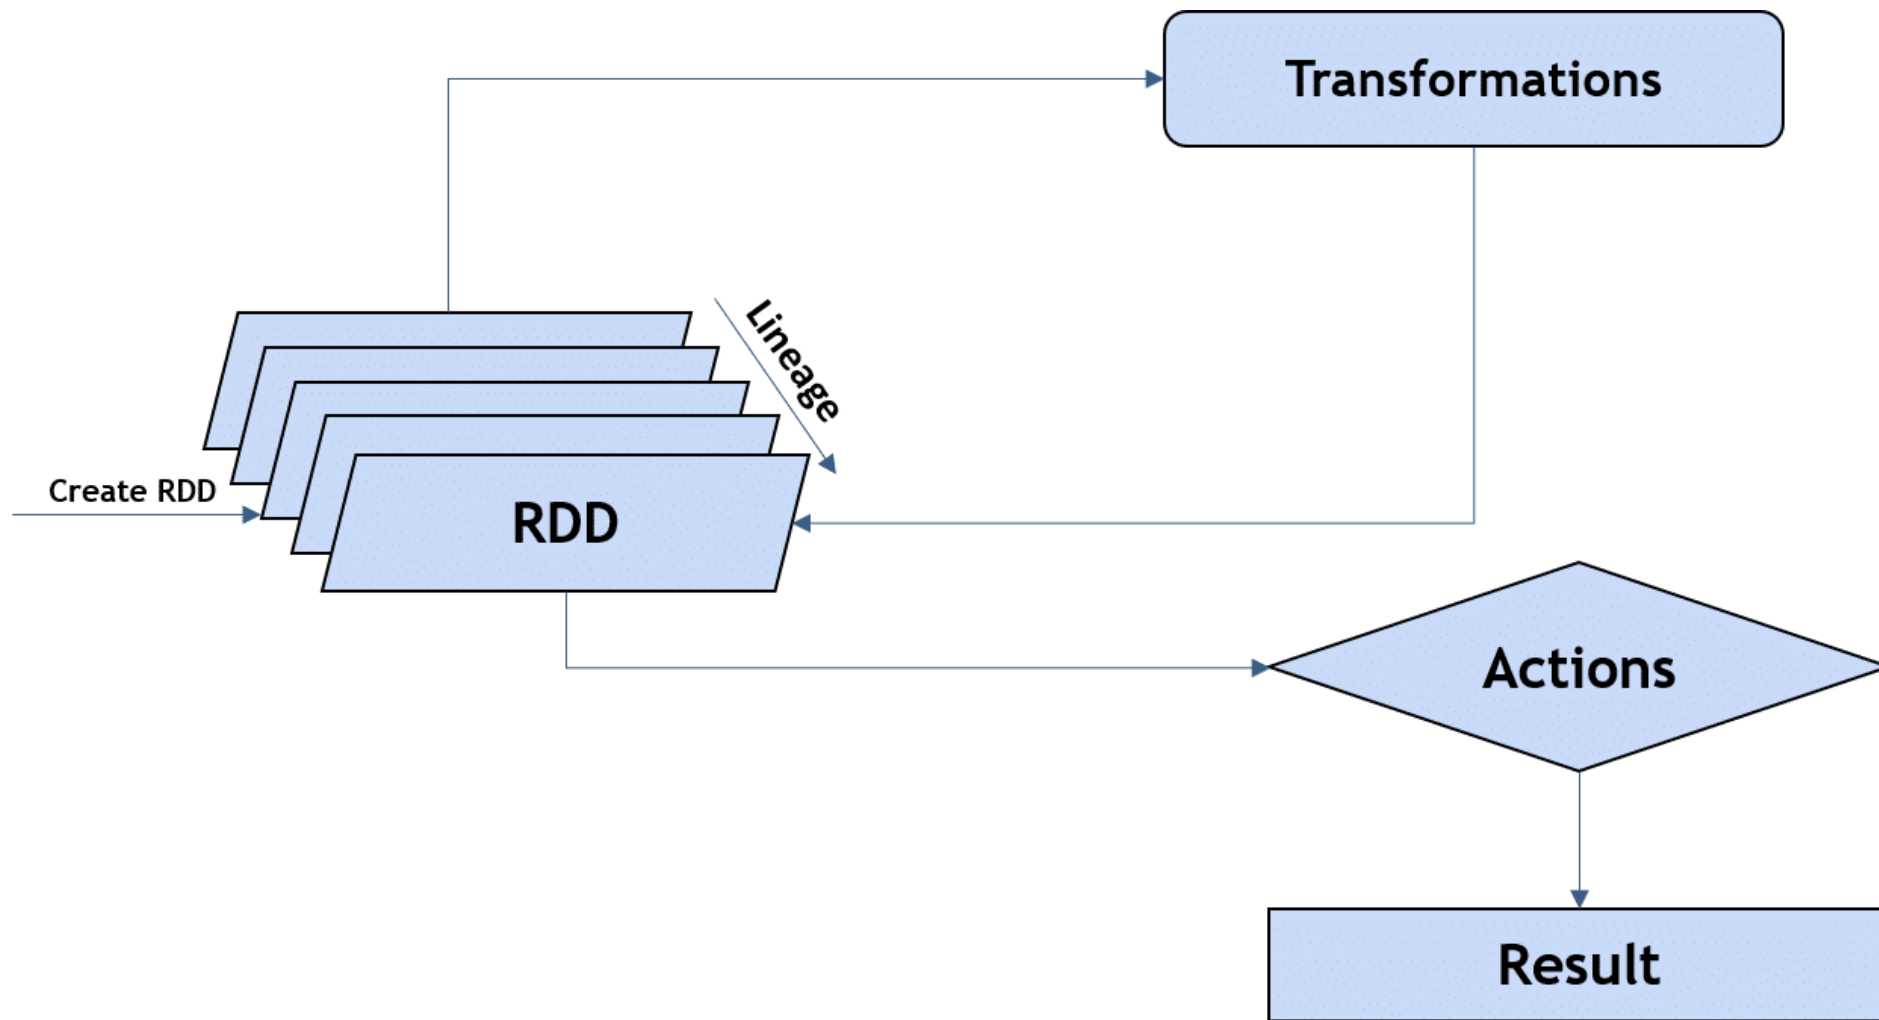 Transformations
Lineage
Create RDD
RDD
Actions
Result